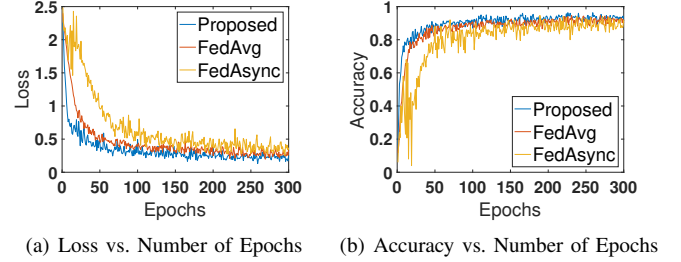 2.5
2
1.5
1
0.5
0
Loss
Proposed
FedAvg
FedAsync
0 50 100 150 200 250 300
Epochs
(a) Loss vs. Number of Epochs
1
0.8
0.6
0.4
0.2
0
Accuracy
Proposed
FedAvg
FedAsync
0 50 100 150 200 250 300
Epochs
(b) Accuracy vs. Number of Epochs